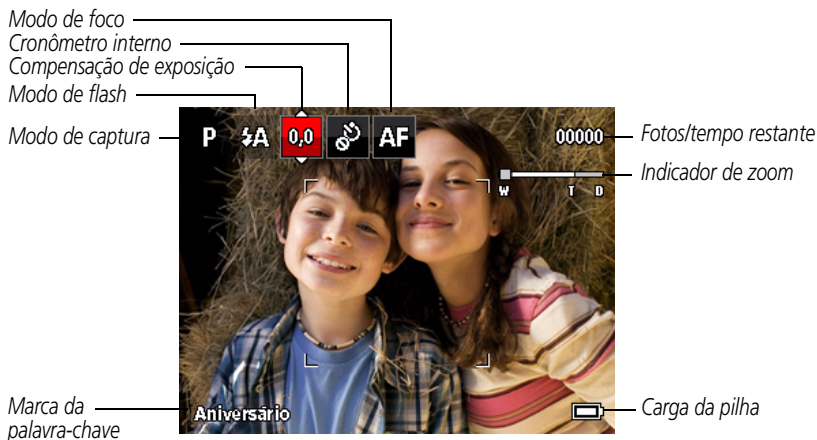 Modo de foco
Cronômetro interno
Compensação de exposição
Modo de flash
Modo de captura
P A 0,0 AF 00000
Fotos/tempo restante
Indicador de zoom
W T D
Aniversário
Marca da
palavra-chave
Carga da pilha